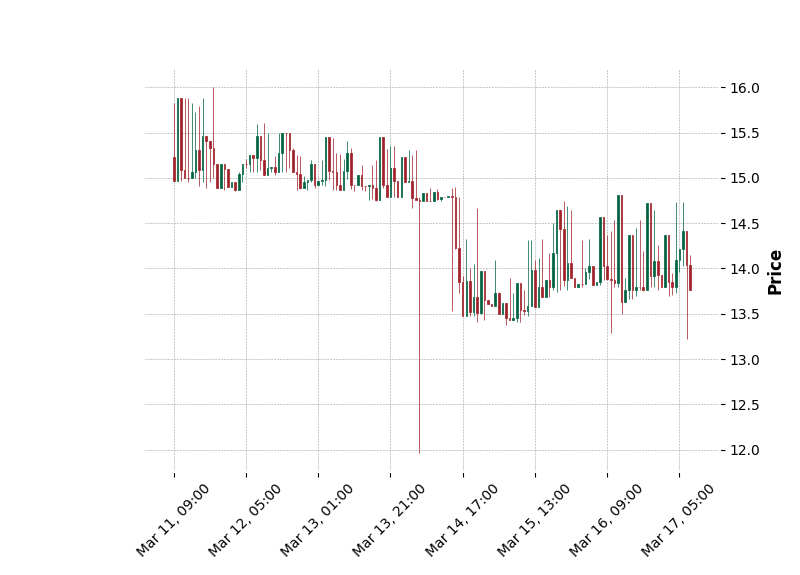 16.0
15.5
15.0
14.5
14.0
13.5
13.0
12.5
12.0
Price
Mar 11, 09:00
Mar 12, 05:00
Mar 13, 01:00
Mar 13, 21:00
Mar 14, 17:00
Mar 15, 13:00
Mar 16, 09:00
Mar 17, 05:00